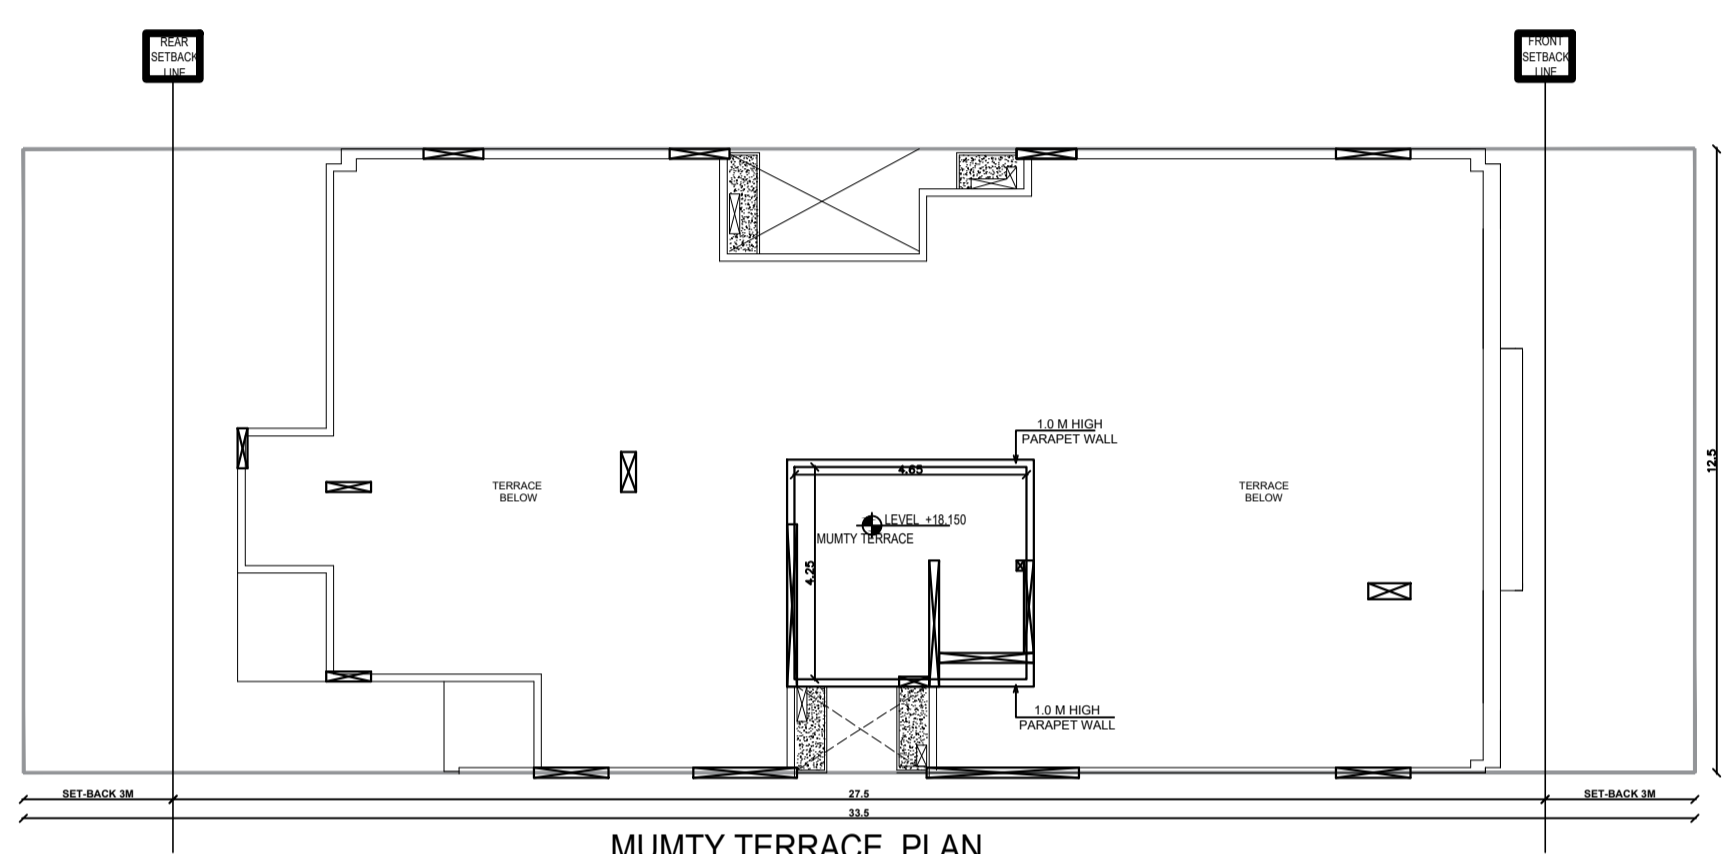 REAR
SETBACK
LINE
FRONT
SETBACK
LINE
1.0 M HIGH
PARAPET WALL
4.65
12.5
TERRACE
BELOW
TERRACE
BELOW
LEVEL +18.150
MUMTY TERRACE
4.25
1.0 M HIGH
PARAPET WALL
SET-BACK 3M
27.5
SET-BACK 3M
33.5
MUMTY TERRACE PLAN